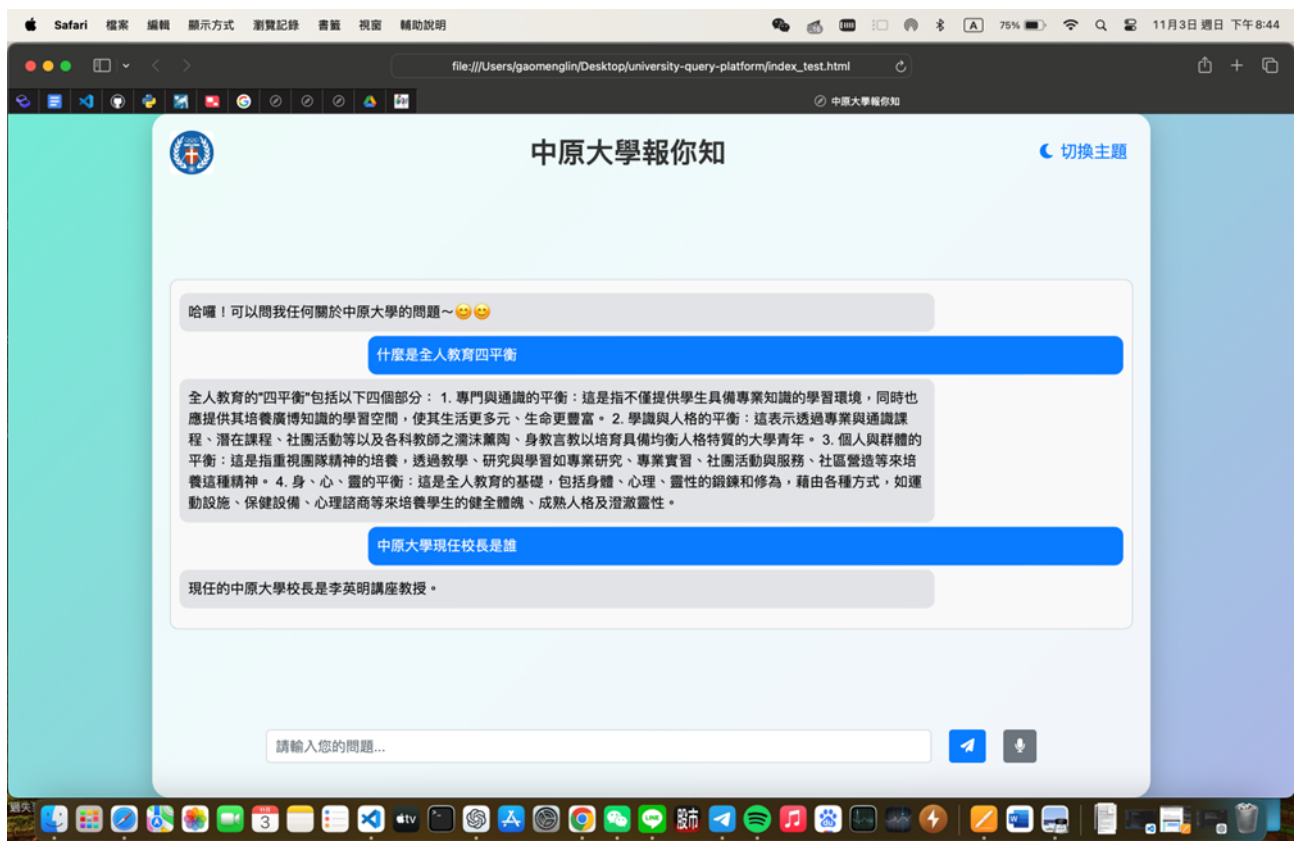 Safari 檔案 編輯 顯示方式 瀏覽記錄 書籤 視窗 輔助說明 A 75% 11月3日 週日 下午8:44
file:///Users/gaomenglin/Desktop/university-query-platform/index_test.html
中原大學報你知
中原大學報你知
切換主題
哈囉！可以問我任何關於中原大學的問題～😊😊
什麼是全人教育四平衡
全人教育的"四平衡"包括以下四個部分： 1. 專門與通識的平衡：這是指不僅提供學生具備專業知識的學習環境，同時也
應提供其培養廣博知識的學習空間，使其生活更多元、生命更豐富。 2. 學識與人格的平衡：這表示透過專業與通識課
程、潛在課程、社團活動等以及各科教師之濡沫薰陶、身教言教以培育具備均衡人格特質的大學青年。 3. 個人與群體的
平衡：這是指重視團隊精神的培養，透過教學、研究與學習如專業研究、專業實習、社團活動與服務、社區營造等來培
養這種精神。 4. 身、心、靈的平衡：這是全人教育的基礎，包括身體、心理、靈性的鍛鍊和修為，藉由各種方式，如運
動設施、保健設備、心理諮商等來培養學生的健全體魄、成熟人格及澄澈靈性。
中原大學現任校長是誰
現任的中原大學校長是李英明講座教授。
請輸入您的問題...
3 tv 股市